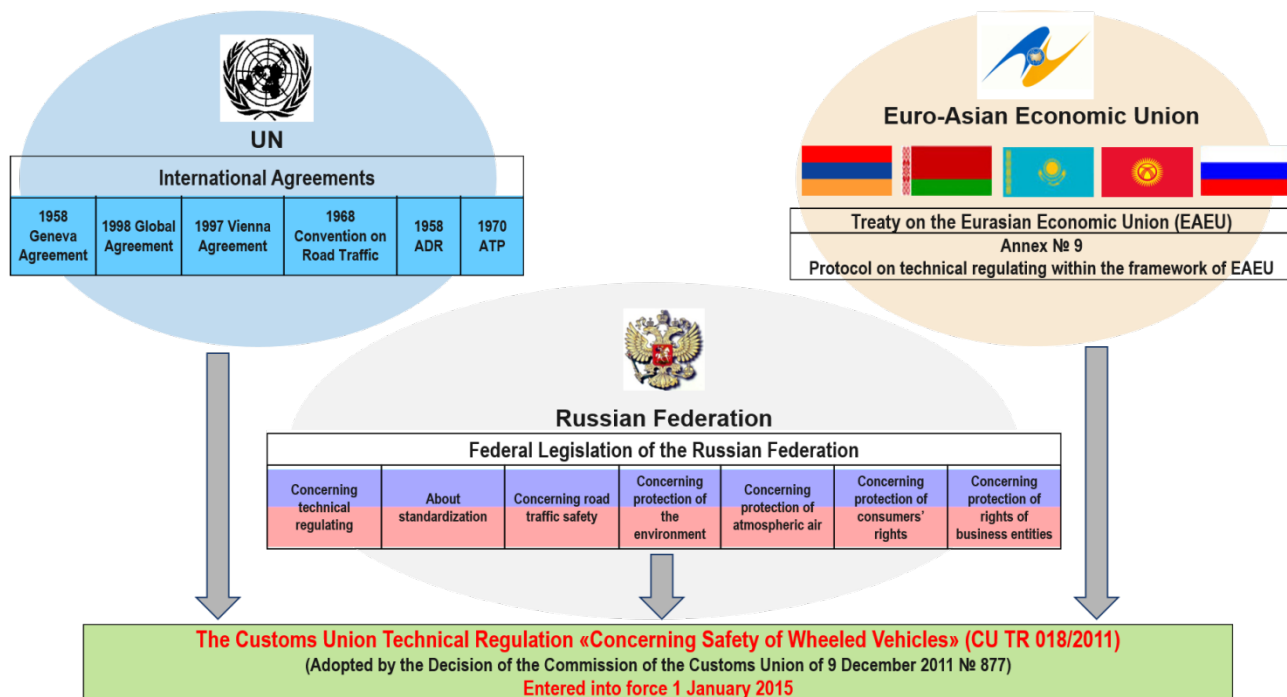 UN
International Agreements
1958
Geneva
Agreement
1998 Global
Agreement
1997 Vienna
Agreement
1968
Convention on
Road Traffic
1958
ADR
1970
ATP
Euro-Asian Economic Union
Treaty on the Eurasian Economic Union (EAEU)
Annex № 9
Protocol on technical regulating within the framework of EAEU
Russian Federation
Federal Legislation of the Russian Federation
Concerning
technical
regulating
About
standardization
Concerning road
traffic safety
Concerning
protection of
the
environment
Concerning
protection of
atmospheric air
Concerning
protection of
consumers’
rights
Concerning
protection of
rights of
business entities
The Customs Union Technical Regulation «Concerning Safety of Wheeled Vehicles» (CU TR 018/2011)
(Adopted by the Decision of the Commission of the Customs Union of 9 December 2011 № 877)
Entered into force 1 January 2015